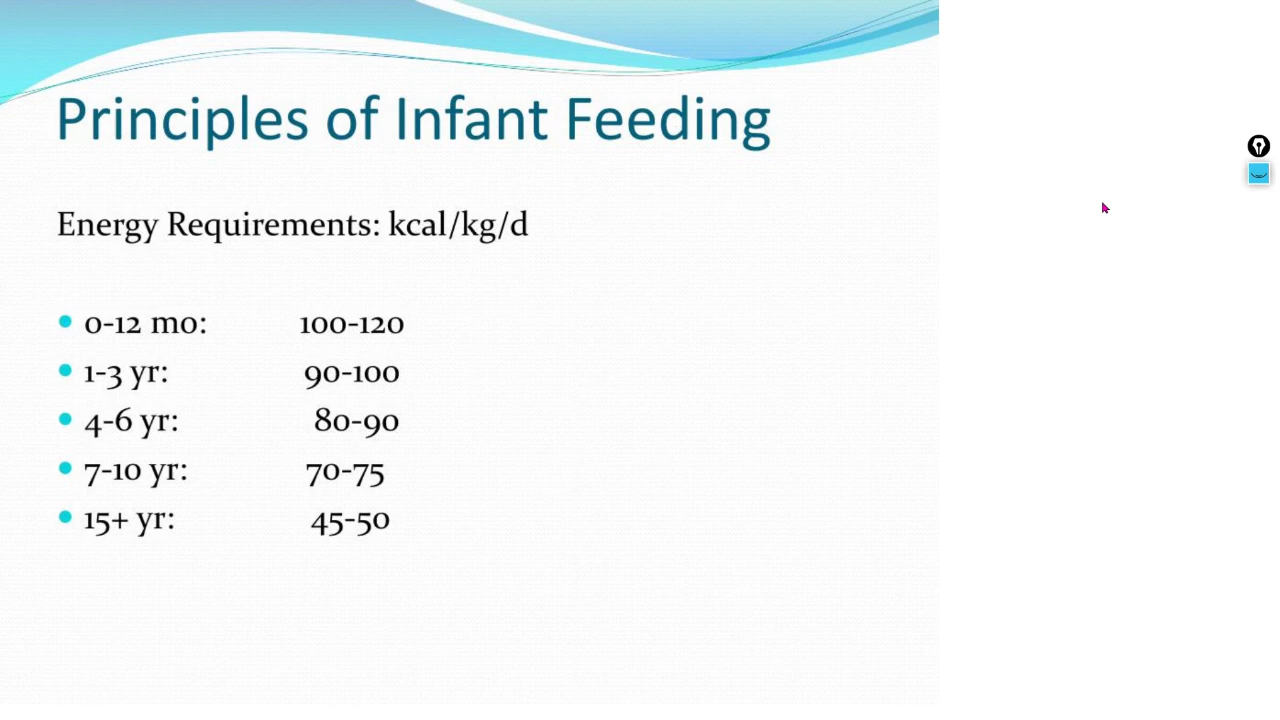 Principles of Infant Feeding
Energy Requirements: kcal/kg/d
0-12 mo: 100-120
1-3 yr: 90-100
4-6 yr: 80-90
7-10 yr: 70-75
15+ yr: 45-50